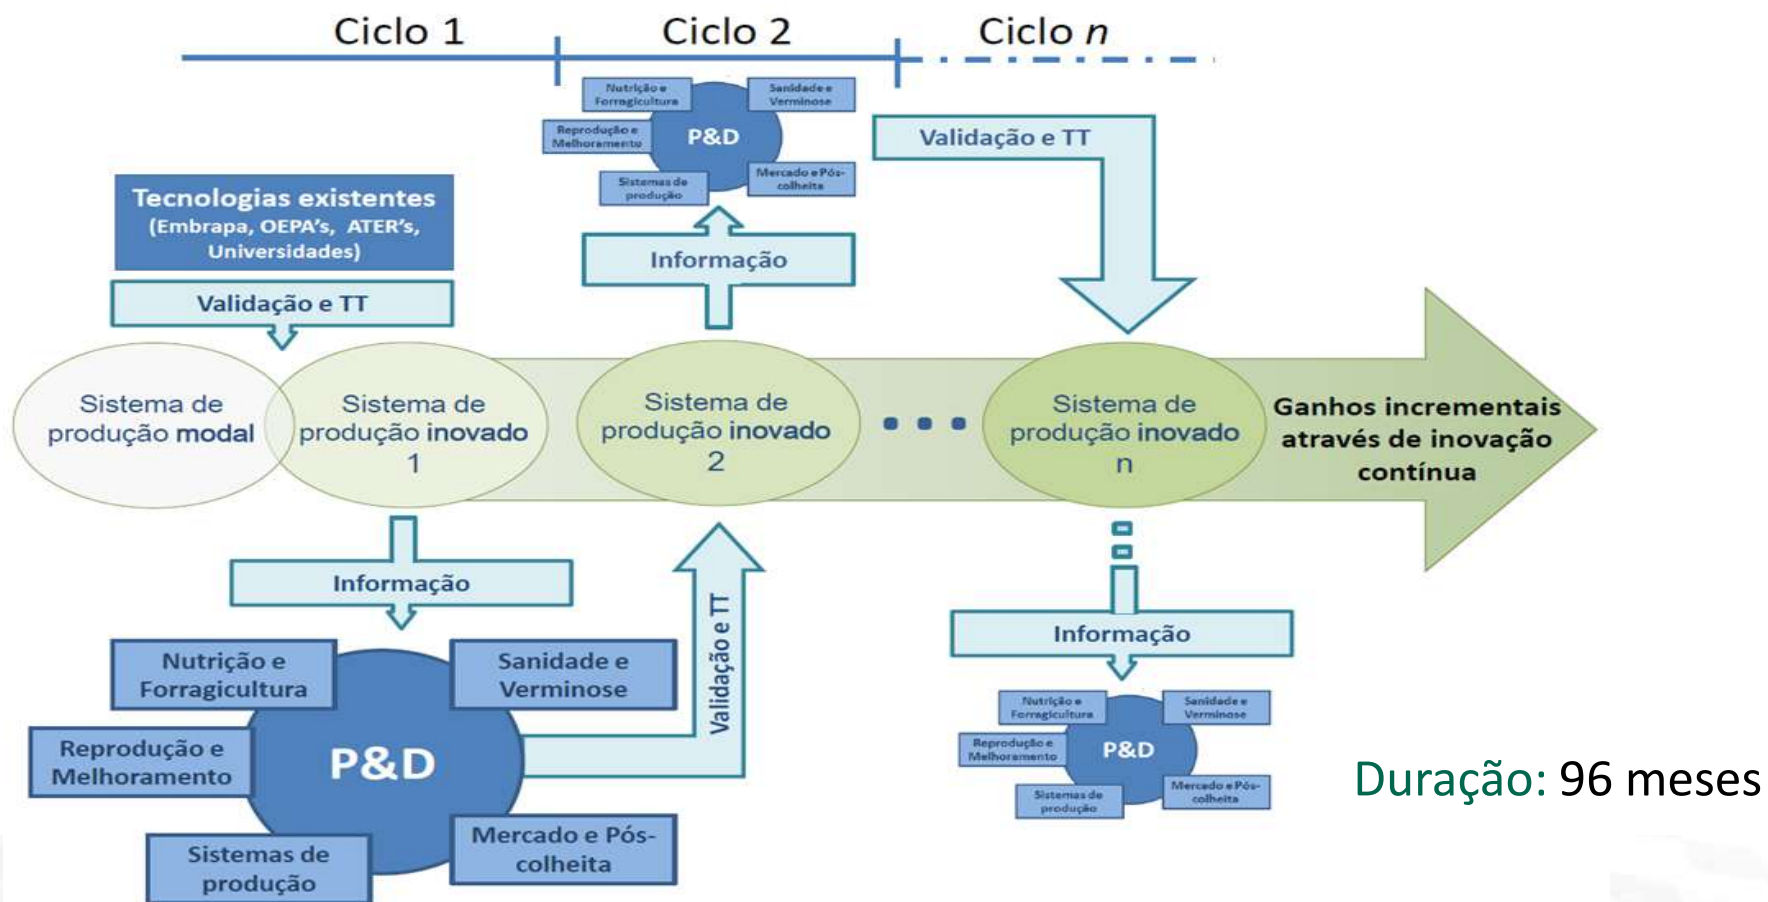 Ciclo 1
Ciclo 2
Ciclo n
Nutrição e
Forragicultura
Sanidade e
Verminose
Reprodução e
Melhoramento
P&D
Mercado e Pós-
colheita
Sistemas de
produção
Validação e TT
Tecnologias existentes
(Embrapa, OEPA's, ATER's,
Universidades)
Validação e TT
Informação
Sistema de
produção modal
Sistema de
produção inovado
1
Sistema de
produção inovado
2
Sistema de
produção inovado
n
Ganhos incrementais
através de inovação
contínua
Informação
Nutrição e
Forragicultura
Sanidade e
Verminose
Reprodução e
Melhoramento
P&D
Sistemas de
produção
Mercado e Pós-
colheita
Validação e TT
Informação
Nutrição e
Forragicultura
Sanidade e
Verminose
Reprodução e
Melhoramento
P&D
Sistemas de
produção
Mercado e Pós-
colheita
Duração: 96 meses